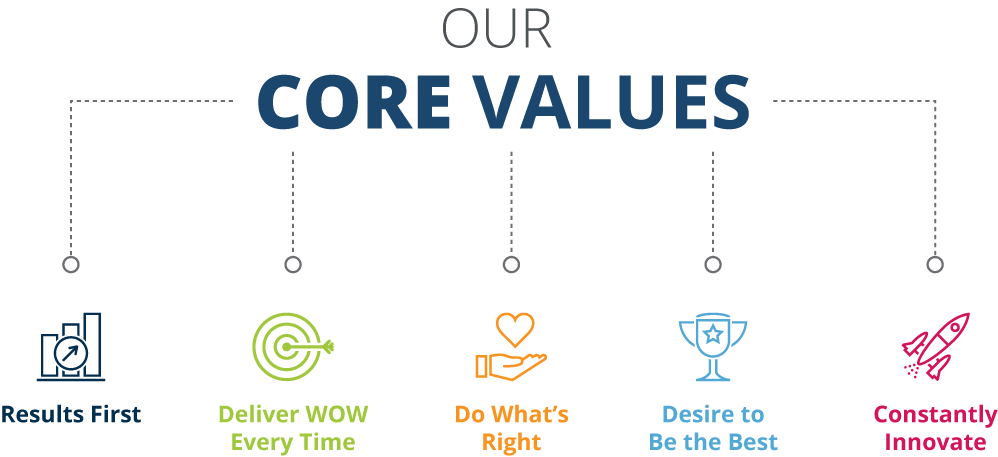 OUR
CORE VALUES
Results First
Deliver WOW
Every Time
Do What's
Right
Desire to
Be the Best
Constantly
Innovate